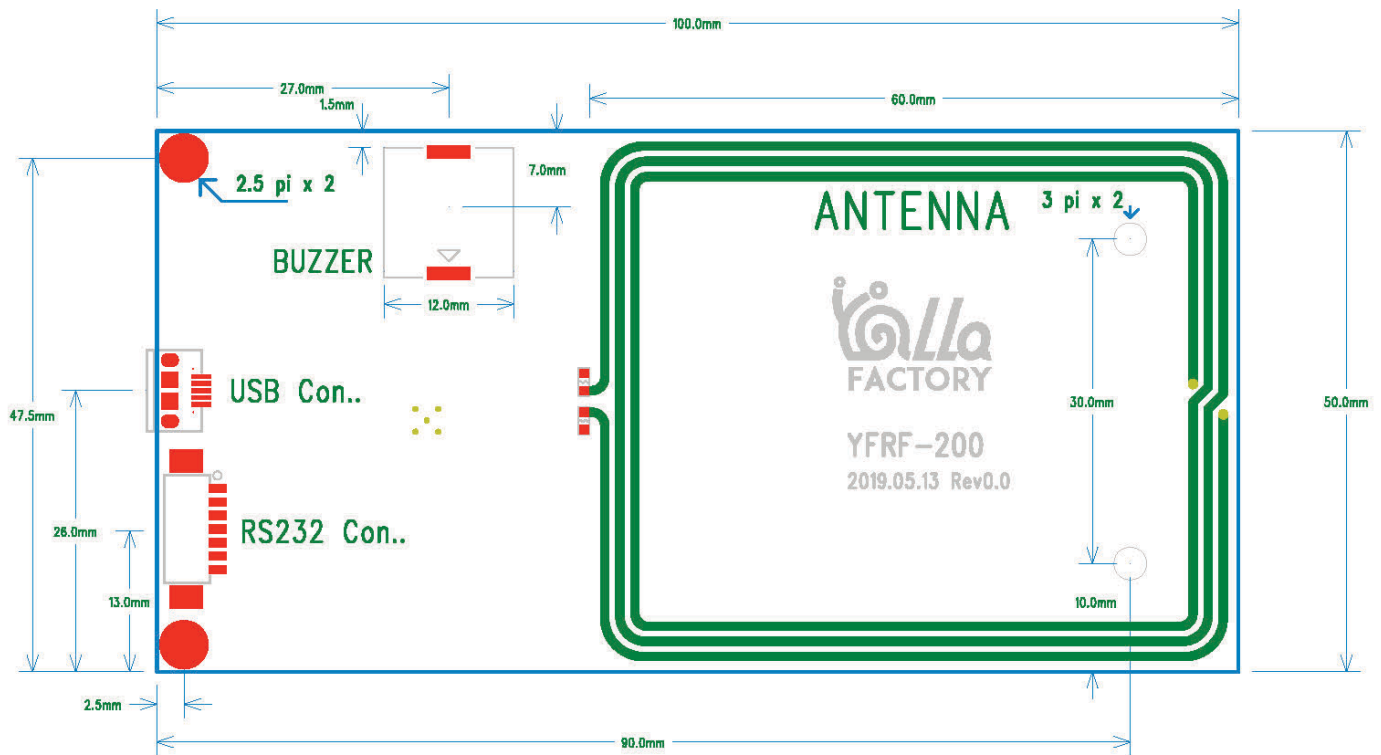 100.0mm
27.0mm
60.0mm
1.5mm
7.0mm
2.5 pi x 2
ANTENNA
3 pi x 2
BUZZER
12.0mm
Yalla
FACTORY
USB Con..
47.5mm
30.0mm
50.0mm
YFRF-200
2019.05.13 Rev0.0
26.0mm
RS232 Con..
13.0mm
10.0mm
2.5mm
90.0mm